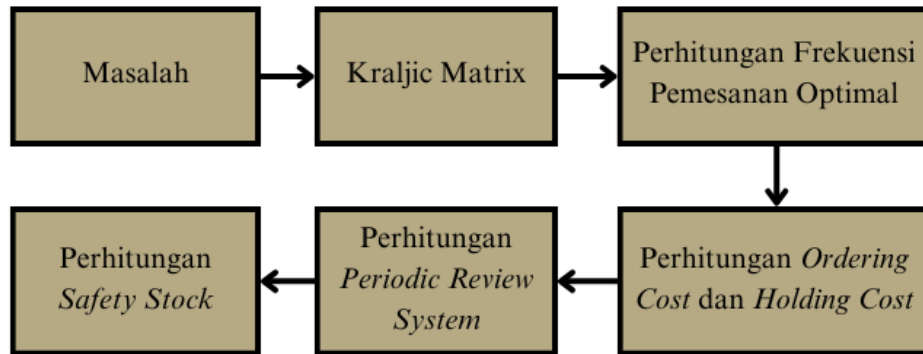 Masalah
Kraljic Matrix
Perhitungan Frekuensi
Pemesanan Optimal
Perhitungan Ordering
Cost dan Holding Cost
Perhitungan
Periodic Review
System
Perhitungan
Safety Stock